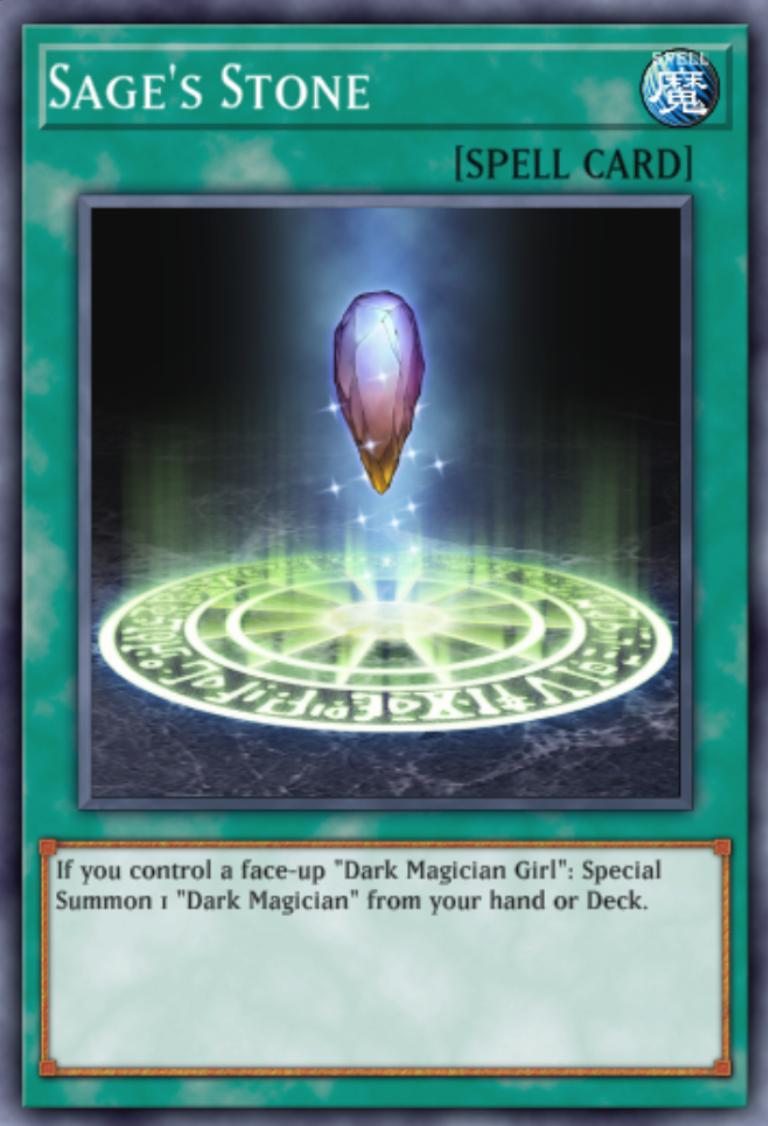 SAGE'S STONE
SPELL
魔
[SPELL CARD]
If you control a face-up "Dark Magician Girl": Special
Summon 1 "Dark Magician" from your hand or Deck.